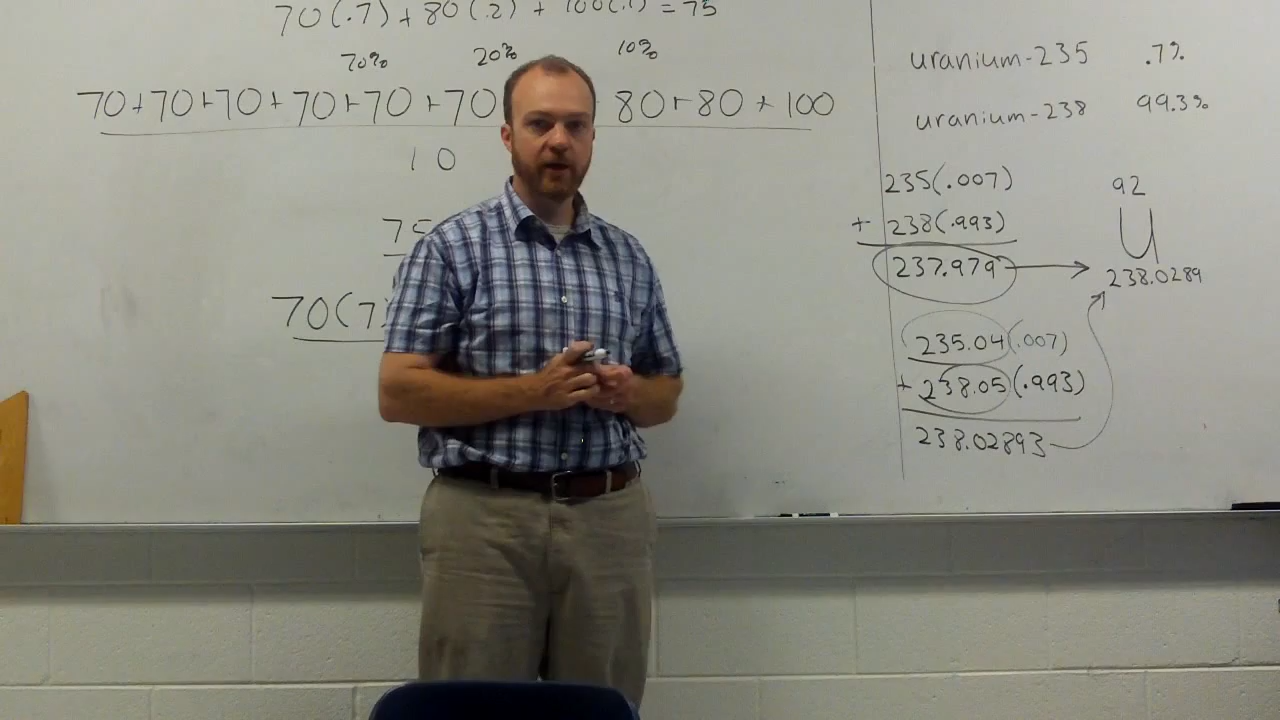 70(.7) + 80(.2) + 100(.1) = 75
70% 20% 10%
70+70+70+70+70+70 80+80+100
10
75
70(7)
uranium-235 .7%
uranium-238 99.3%
235(.007)
+ 238(.993)
237.979
92
U
238.0289
235.04(.007)
+ 238.05(.993)
238.02893